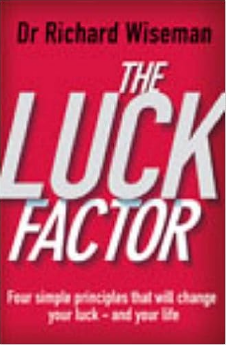 Dr Richard Wiseman
THE
LUCK
FACTOR
Four simple principles that will change
your luck – and your life